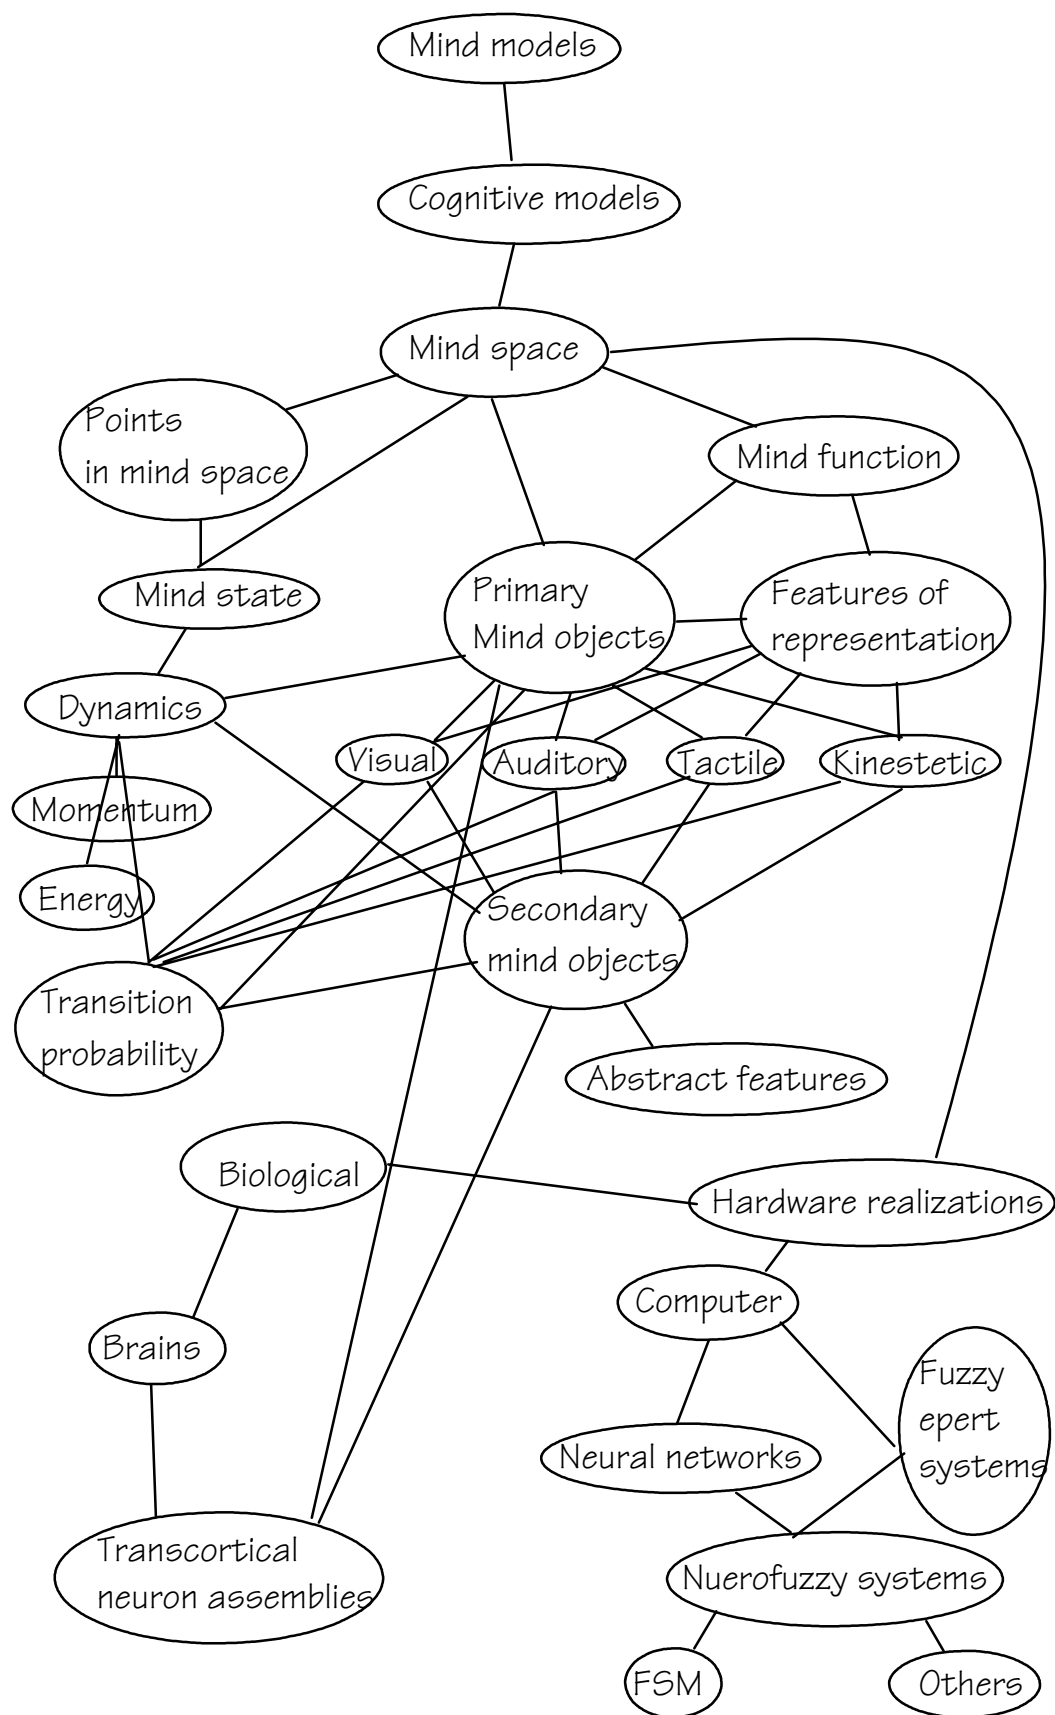 Mind models
Cognitive models
Mind space
Points
in mind space
Mind function
Mind state
Primary
Mind objects
Features of
representation
Dynamics
Visual
Auditory
Tactile
Kinestetic
Momentum
Energy
Secondary
mind objects
Transition
probability
Abstract features
Biological
Hardware realizations
Computer
Brains
Fuzzy
epert
systems
Neural networks
Transcortical
neuron assemblies
Nuerofuzzy systems
FSM
Others